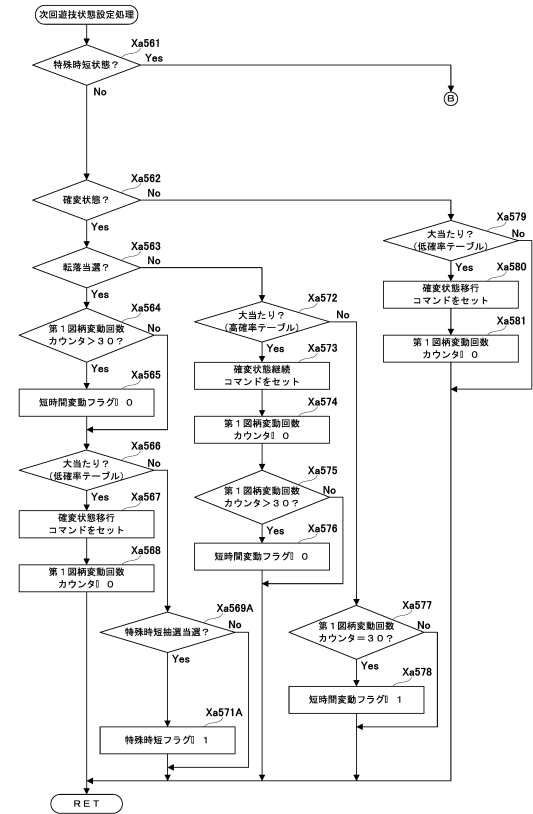 次回遊技状態設定処理
Xa561
特殊時短状態？
Yes
No
B
Xa562
確変状態？
No
Yes
Xa579
大当たり？
（低確率テーブル）
No
Yes
Xa580
確変状態移行
コマンドをセット
Xa581
第１図柄変動回数
カウンタ 0
Xa563
転落当選？
No
Yes
Xa564
第１図柄変動回数
カウンタ＞３０？
No
Yes
Xa565
短時間変動フラグ 0
Xa566
大当たり？
（低確率テーブル）
No
Yes
Xa567
確変状態移行
コマンドをセット
Xa568
第１図柄変動回数
カウンタ 0
Xa569A
特殊時短抽選当選？
No
Yes
Xa571A
特殊時短フラグ 1
Xa572
大当たり？
（高確率テーブル）
No
Yes
Xa573
確変状態継続
コマンドをセット
Xa574
第１図柄変動回数
カウンタ 0
Xa575
第１図柄変動回数
カウンタ＞３０？
No
Yes
Xa576
短時間変動フラグ 0
Xa577
第１図柄変動回数
カウンタ＝３０？
No
Yes
Xa578
短時間変動フラグ 1
RET